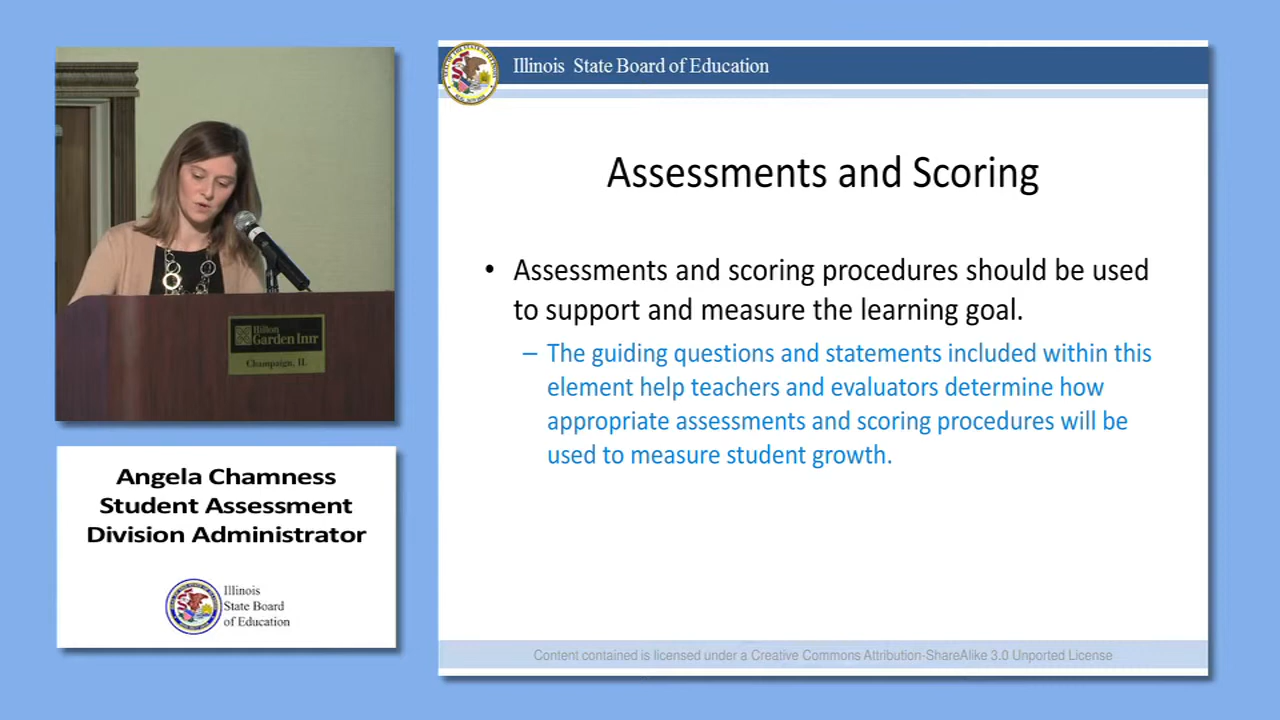 Illinois State Board of Education
Assessments and Scoring
• Assessments and scoring procedures should be used
to support and measure the learning goal.
– The guiding questions and statements included within this
element help teachers and evaluators determine how
appropriate assessments and scoring procedures will be
used to measure student growth.
Content contained is licensed under a Creative Commons Attribution-ShareAlike 3.0 Unported License
Hilton
Garden Inn
Champaign, IL
Angela Chamness
Student Assessment
Division Administrator
Illinois
State Board
of Education